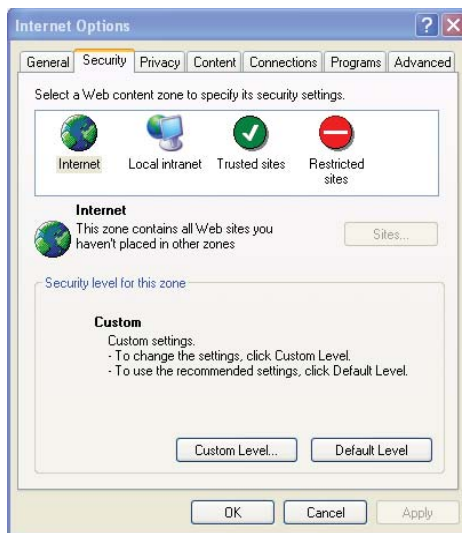 Internet Options
General Security Privacy Content Connections Programs Advanced
Select a Web content zone to specify its security settings.
Internet Local intranet Trusted sites Restricted
sites
Internet
This zone contains all Web sites you
haven't placed in other zones
Sites...
Security level for this zone
Custom
Custom settings.
- To change the settings, click Custom Level.
- To use the recommended settings, click Default Level.
Custom Level... Default Level
OK Cancel Apply